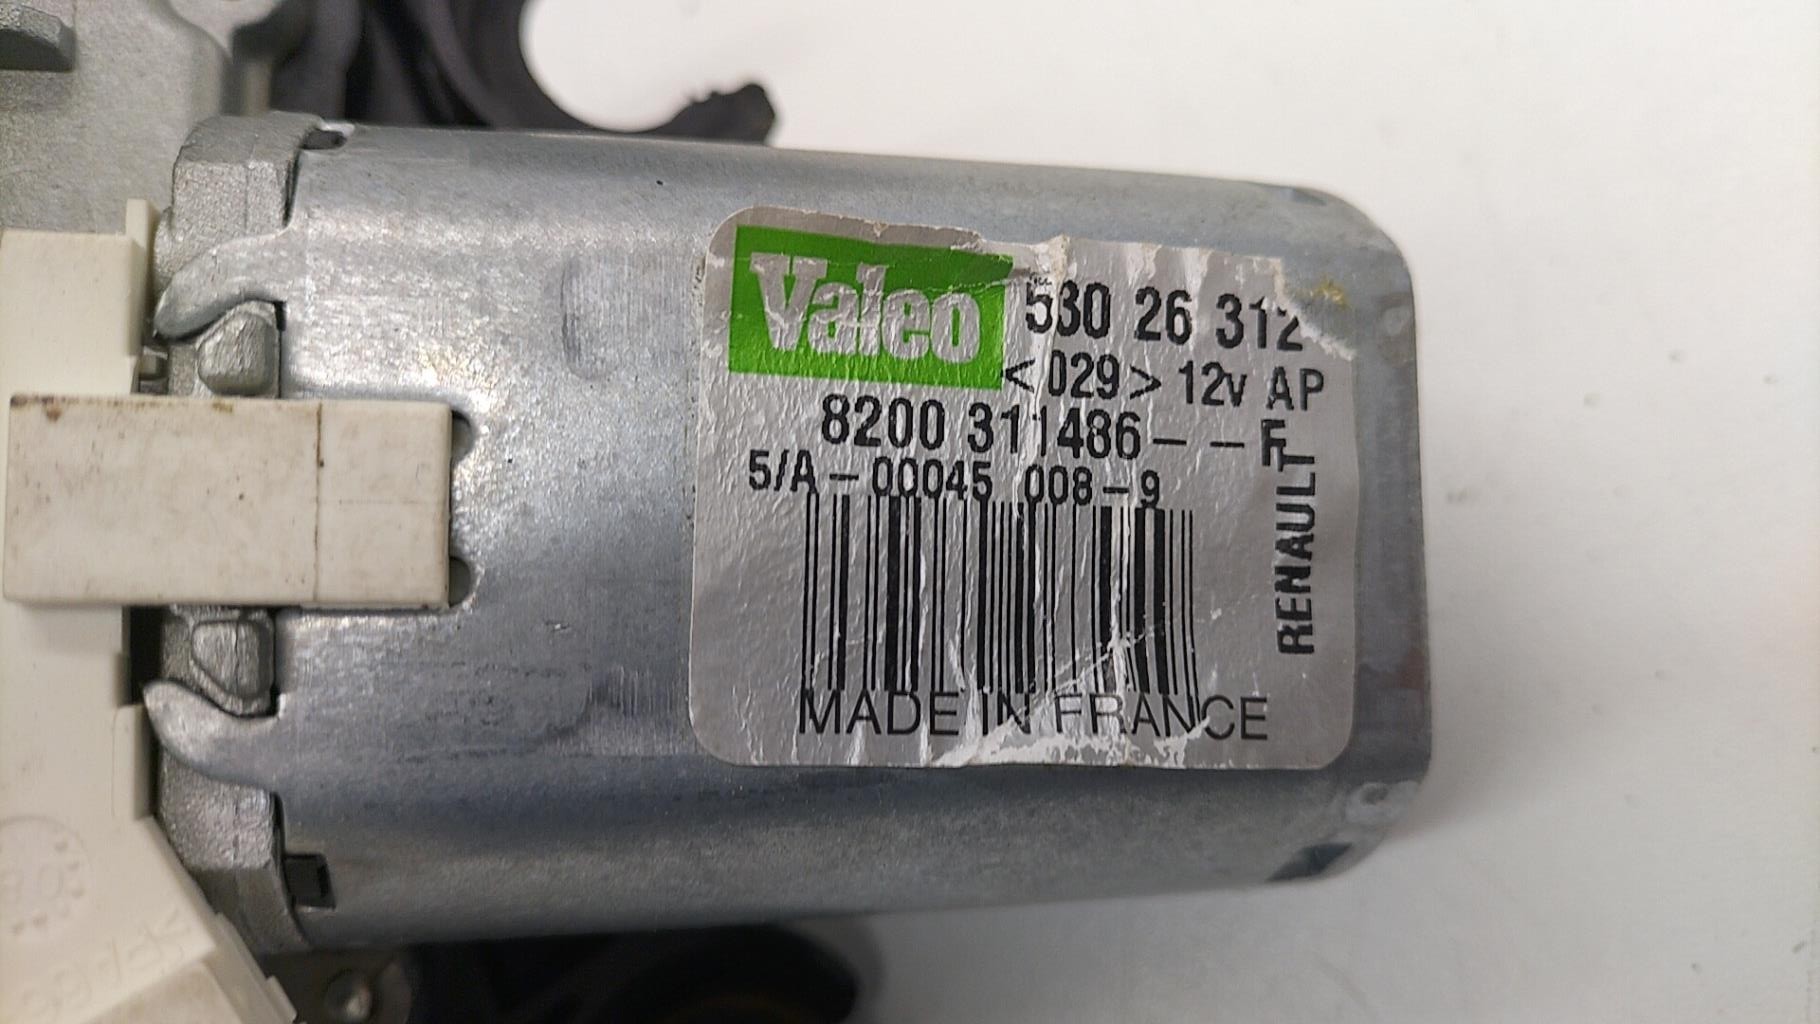 Valeo
530 26 312
<029> 12v AP
8200 311486--F
5/A-00045 008-9
RENAULT
MADE IN FRANCE